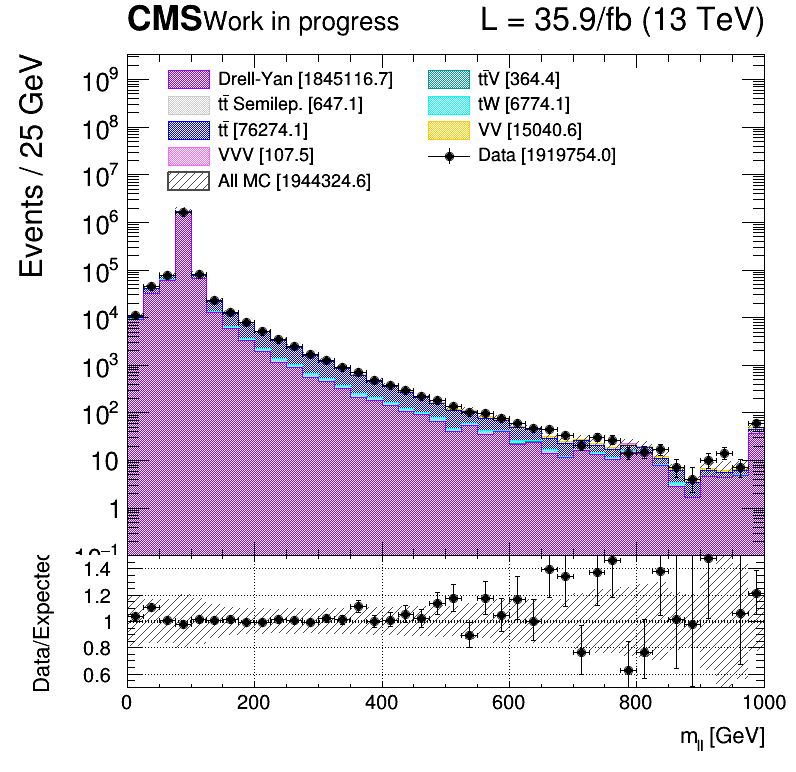 CMS Work in progress L = 35.9/fb (13 TeV)
Events / 25 GeV
Drell-Yan [1845116.7] tt̄V [364.4]
tt̄ Semilep. [647.1] tW [6774.1]
tt̄ [76274.1] VV [15040.6]
VVV [107.5] Data [1919754.0]
All MC [1944324.6]
10⁹
10⁸
10⁷
10⁶
10⁵
10⁴
10³
10²
10
1
10⁻¹
Data/Expected
1.4
1.2
1
0.8
0.6
0 200 400 600 800 1000
m_ll [GeV]